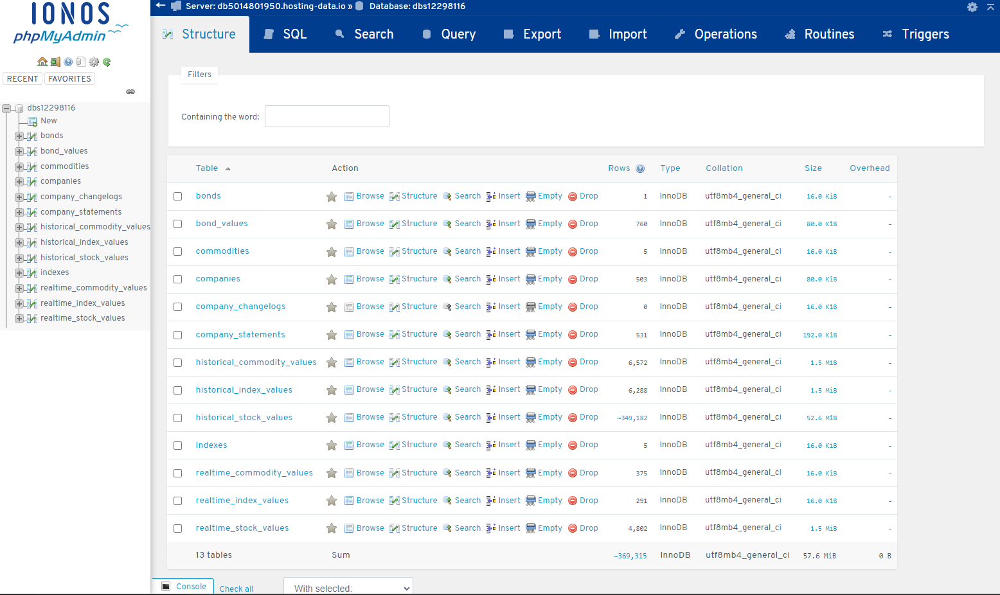 IONOS
phpMyAdmin
RECENT FAVORITES
dbs12298116
New
bonds
bond_values
commodities
companies
company_changelogs
company_statements
historical_commodity_values
historical_index_values
historical_stock_values
indexes
realtime_commodity_values
realtime_index_values
realtime_stock_values
Server: db5014801950.hosting-data.io » Database: dbs12298116
Structure SQL Search Query Export Import Operations Routines Triggers
Filters
Containing the word:
Table Action Rows Type Collation Size Overhead
bonds Browse Structure Search Insert Empty Drop 1 InnoDB utf8mb4_general_ci 16.0 KiB -
bond_values Browse Structure Search Insert Empty Drop 760 InnoDB utf8mb4_general_ci 80.0 KiB -
commodities Browse Structure Search Insert Empty Drop 5 InnoDB utf8mb4_general_ci 16.0 KiB -
companies Browse Structure Search Insert Empty Drop 503 InnoDB utf8mb4_general_ci 80.0 KiB -
company_changelogs Browse Structure Search Insert Empty Drop 0 InnoDB utf8mb4_general_ci 16.0 KiB -
company_statements Browse Structure Search Insert Empty Drop 531 InnoDB utf8mb4_general_ci 192.0 KiB -
historical_commodity_values Browse Structure Search Insert Empty Drop 6,572 InnoDB utf8mb4_general_ci 1.5 MiB -
historical_index_values Browse Structure Search Insert Empty Drop 6,288 InnoDB utf8mb4_general_ci 1.5 MiB -
historical_stock_values Browse Structure Search Insert Empty Drop ~349,182 InnoDB utf8mb4_general_ci 52.6 MiB -
indexes Browse Structure Search Insert Empty Drop 5 InnoDB utf8mb4_general_ci 16.0 KiB -
realtime_commodity_values Browse Structure Search Insert Empty Drop 375 InnoDB utf8mb4_general_ci 16.0 KiB -
realtime_index_values Browse Structure Search Insert Empty Drop 291 InnoDB utf8mb4_general_ci 16.0 KiB -
realtime_stock_values Browse Structure Search Insert Empty Drop 4,802 InnoDB utf8mb4_general_ci 1.5 MiB -
13 tables Sum ~369,315 InnoDB utf8mb4_general_ci 57.6 MiB 0 B
Console Check all With selected: